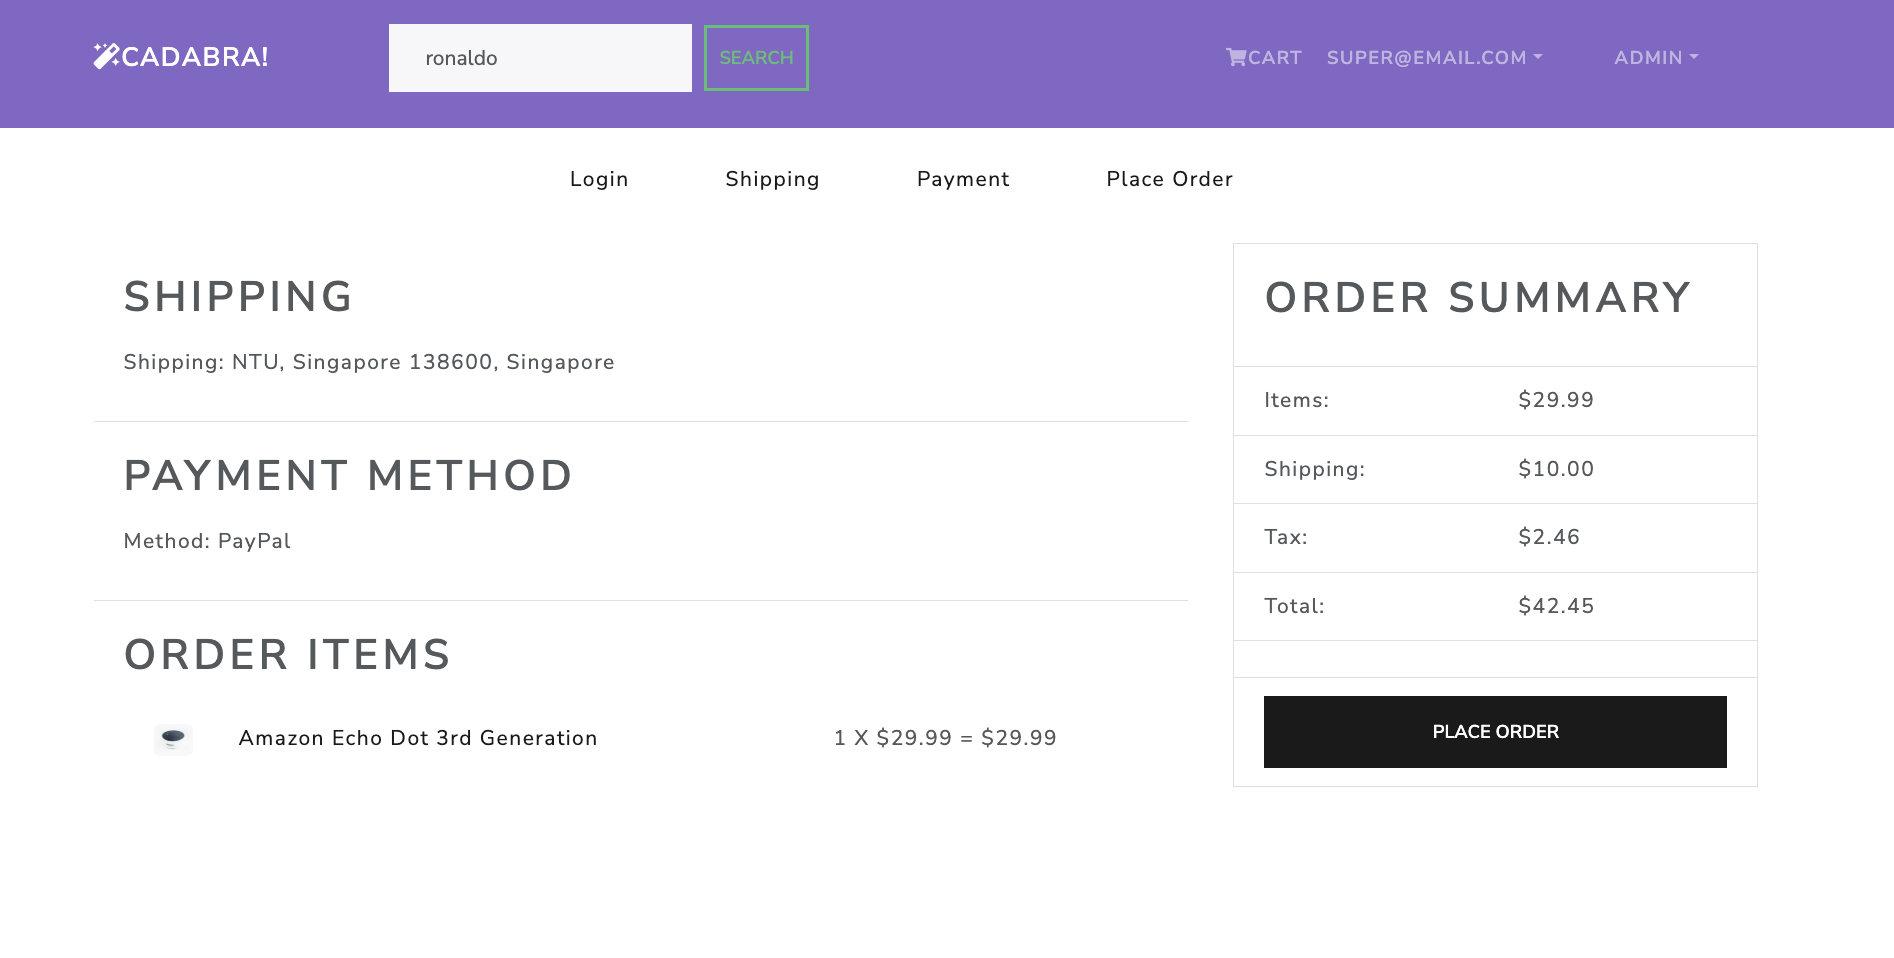 CADABRA!
ronaldo
SEARCH
CART
SUPER@EMAIL.COM
ADMIN
Login Shipping Payment Place Order
SHIPPING
Shipping: NTU, Singapore 138600, Singapore
PAYMENT METHOD
Method: PayPal
ORDER ITEMS
Amazon Echo Dot 3rd Generation 1 X $29.99 = $29.99
ORDER SUMMARY
Items: $29.99
Shipping: $10.00
Tax: $2.46
Total: $42.45
PLACE ORDER